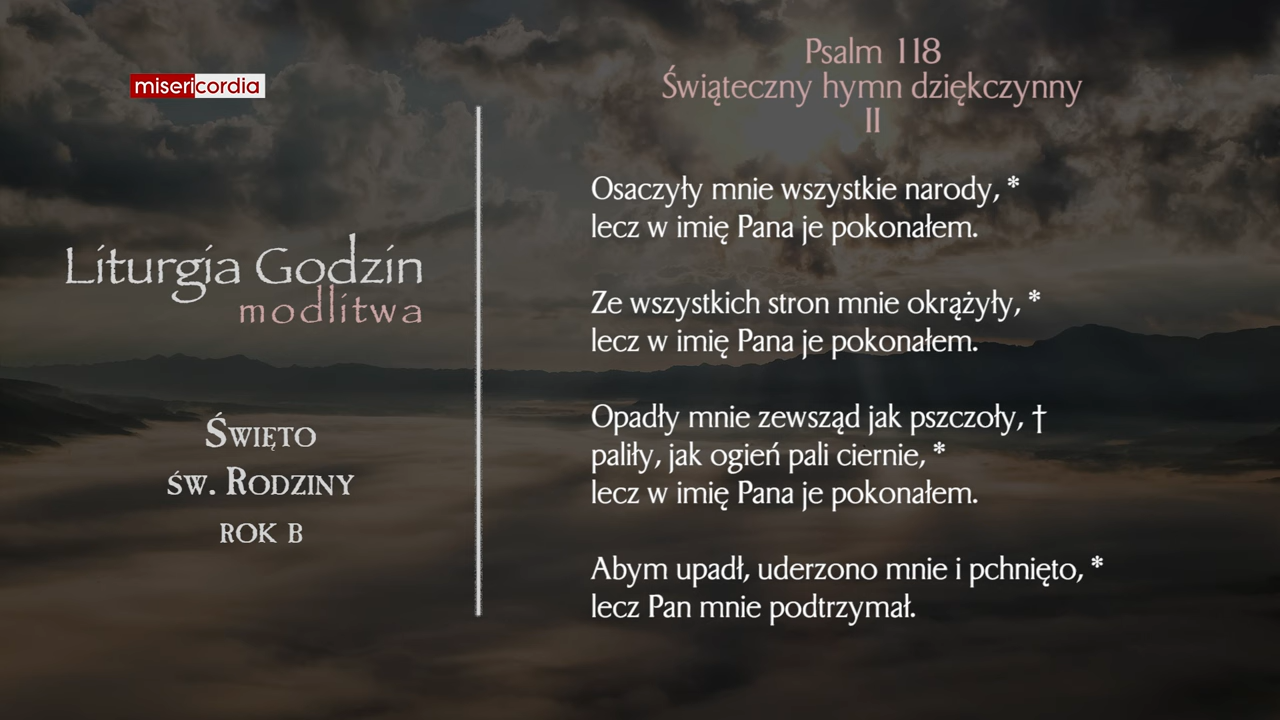 misericordia
Liturgia Godzin
modlitwa
Święto
św. Rodziny
rok B
Psalm 118
Świąteczny hymn dziękczynny
II
Osaczyły mnie wszystkie narody, *
lecz w imię Pana je pokonałem.
Ze wszystkich stron mnie okrążyły, *
lecz w imię Pana je pokonałem.
Opadły mnie zewsząd jak pszczoły, †
paliły, jak ogień pali ciernie, *
lecz w imię Pana je pokonałem.
Abym upadł, uderzono mnie i pchnięto, *
lecz Pan mnie podtrzymał.